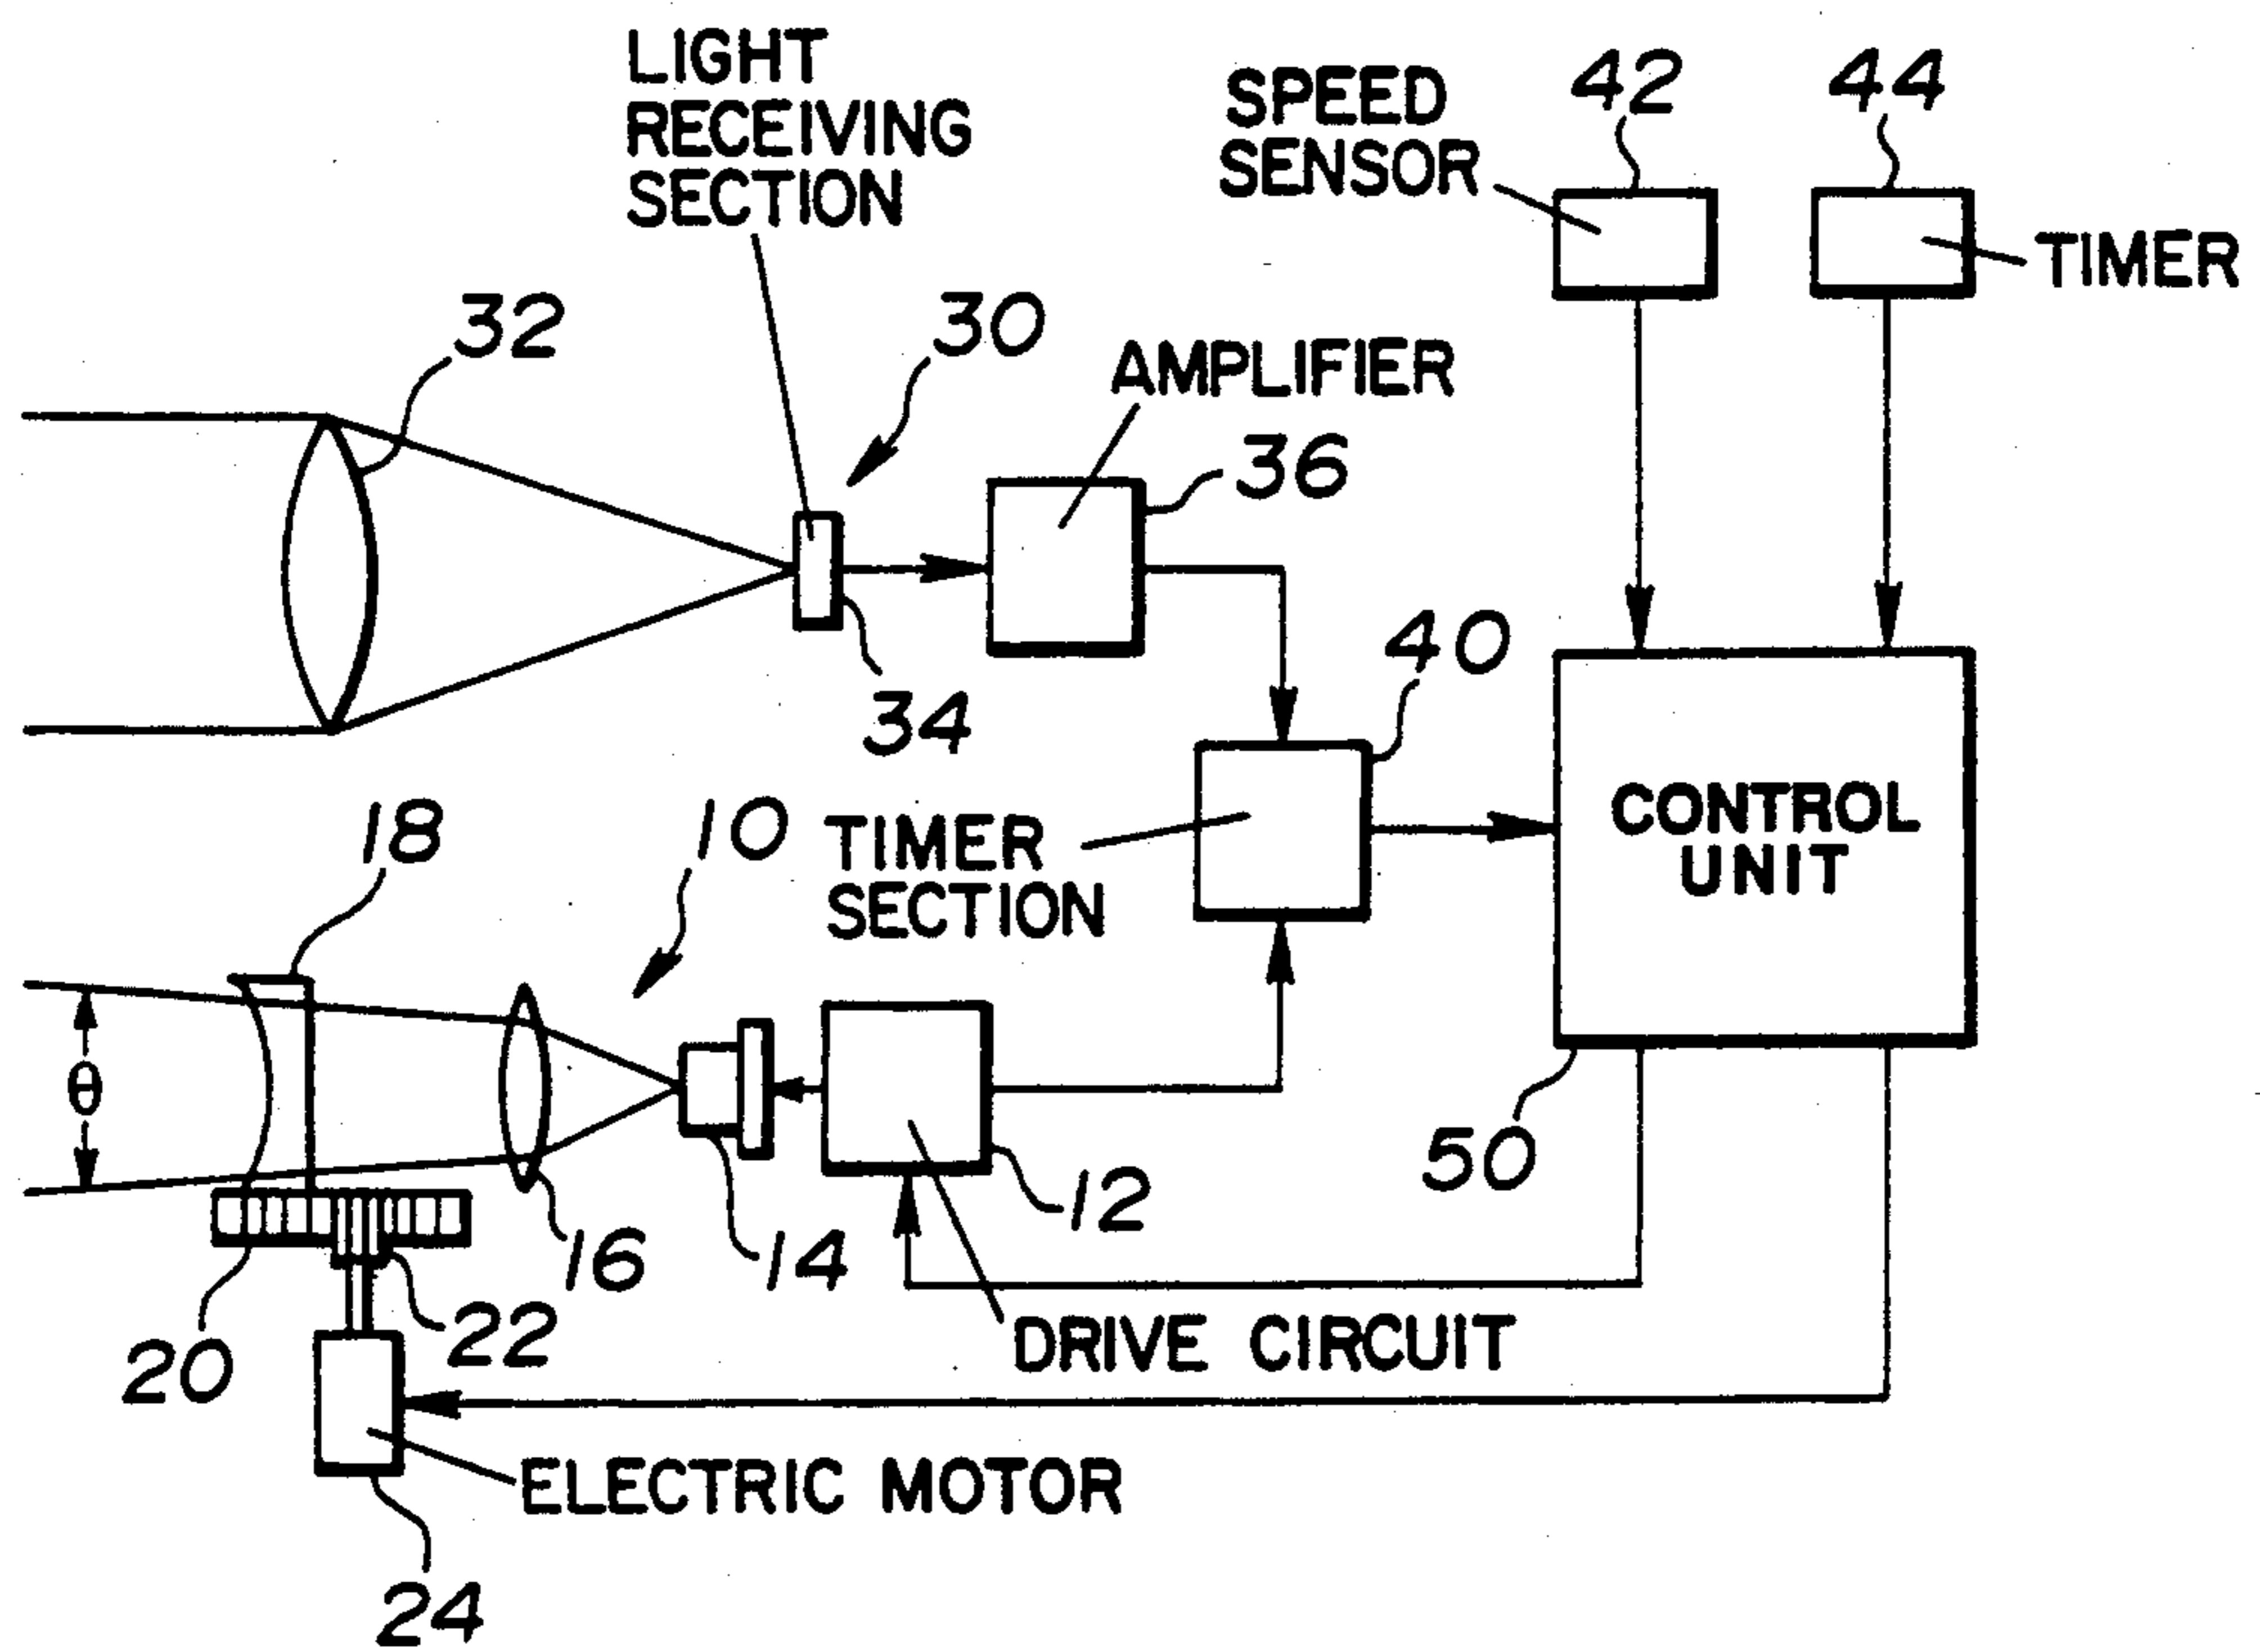 LIGHT
RECEIVING
SECTION
SPEED
SENSOR
42
44
TIMER
32
30
AMPLIFIER
36
34
40
18
10
TIMER
SECTION
CONTROL
UNIT
θ
50
12
16
14
22
20
DRIVE CIRCUIT
ELECTRIC MOTOR
24